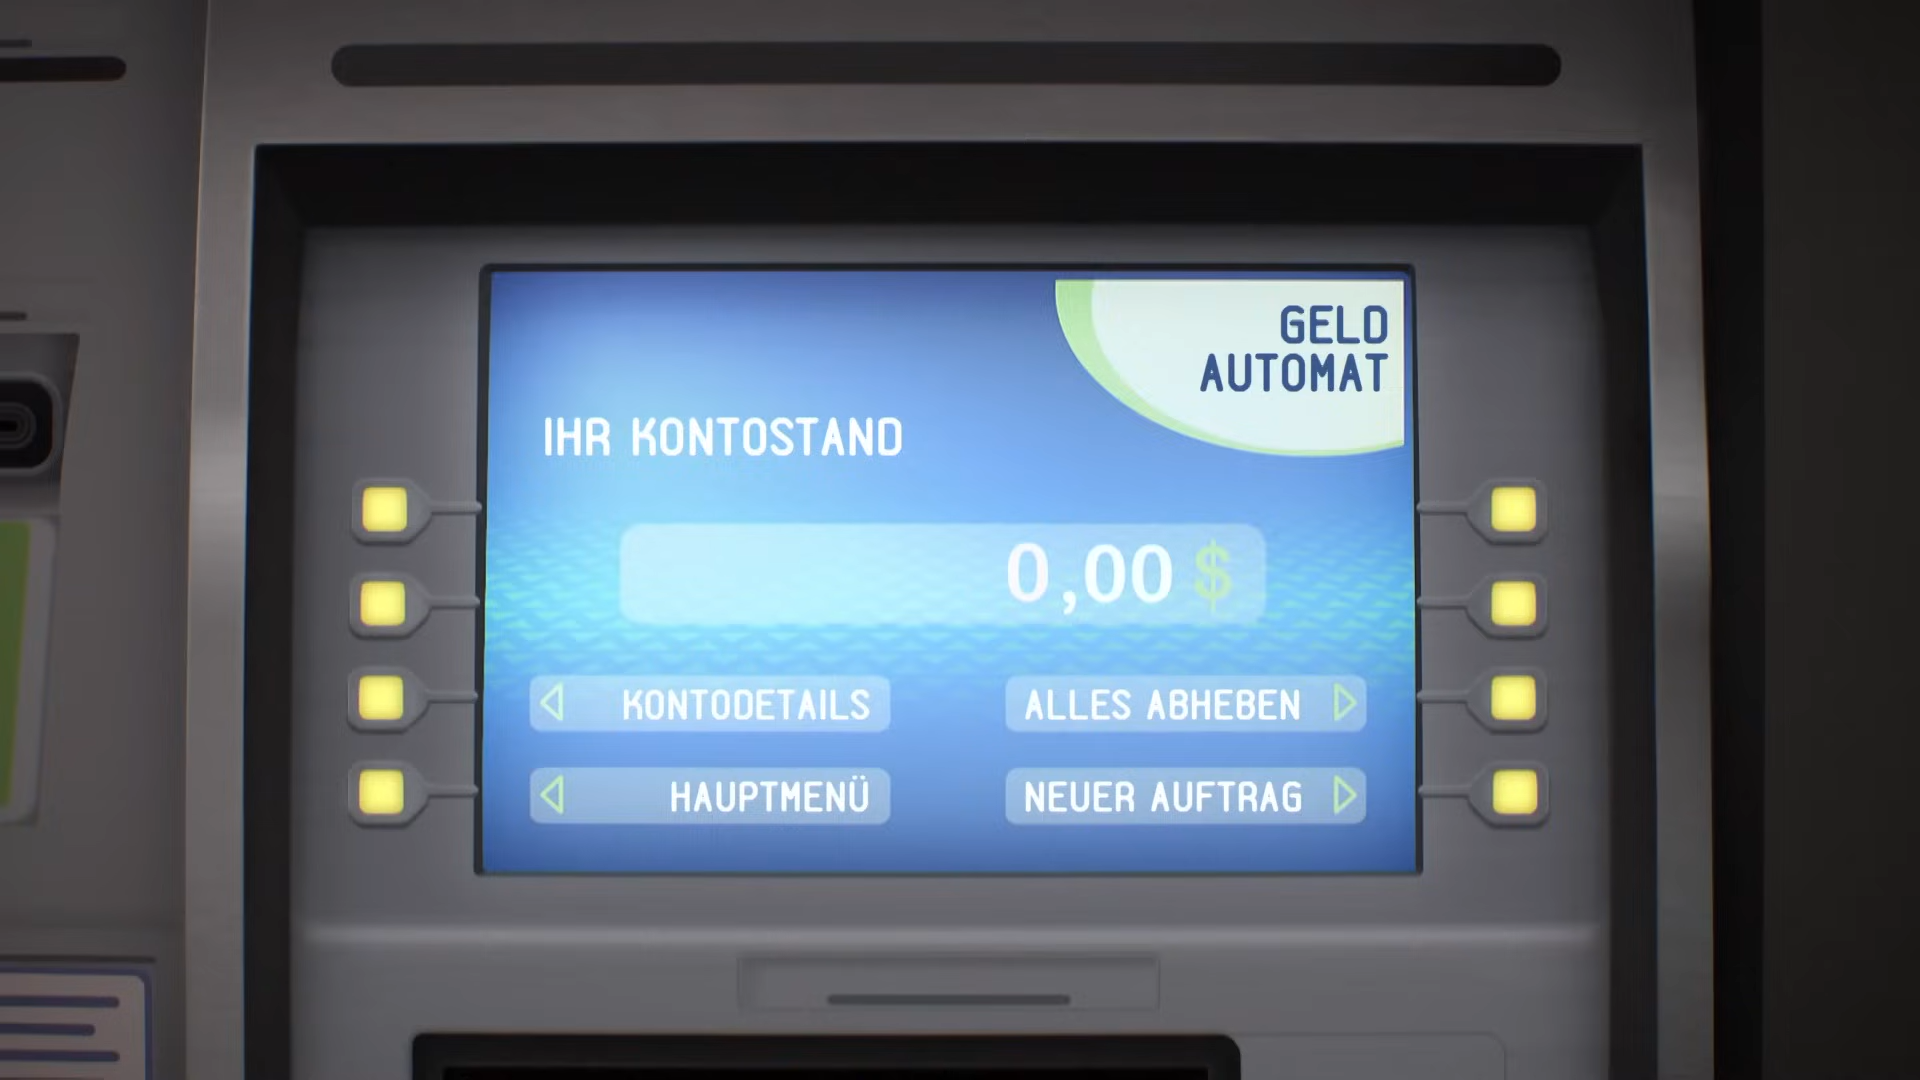 GELD
AUTOMAT
IHR KONTOSTAND
0,00 $
KONTODETAILS
ALLES ABHEBEN
HAUPTMENÜ
NEUER AUFTRAG